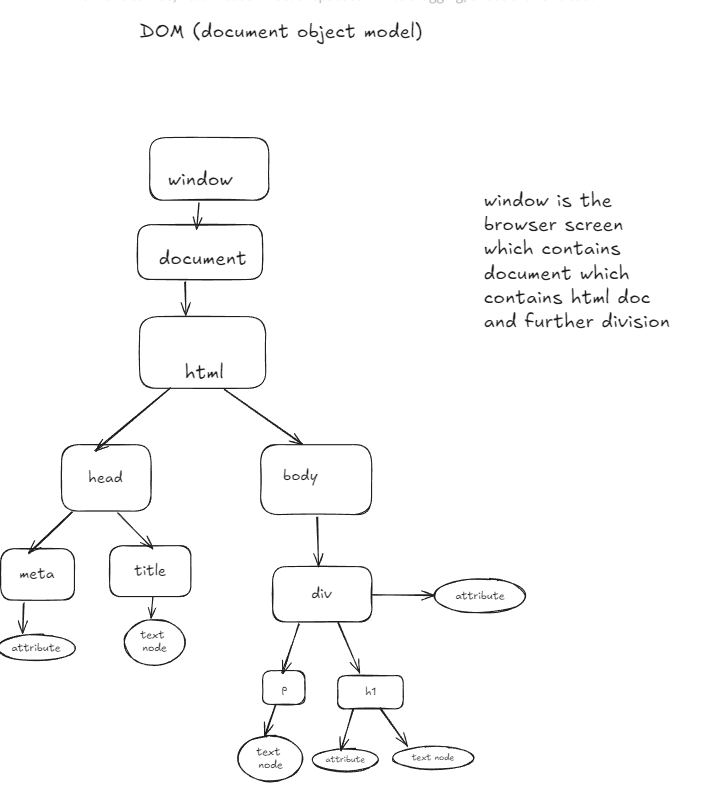 DOM (document object model)
window
window is the
browser screen
which contains
document which
contains html doc
and further division
document
html
head
body
meta
title
div
attribute
attribute
text
node
p
h1
text
node
attribute
text node